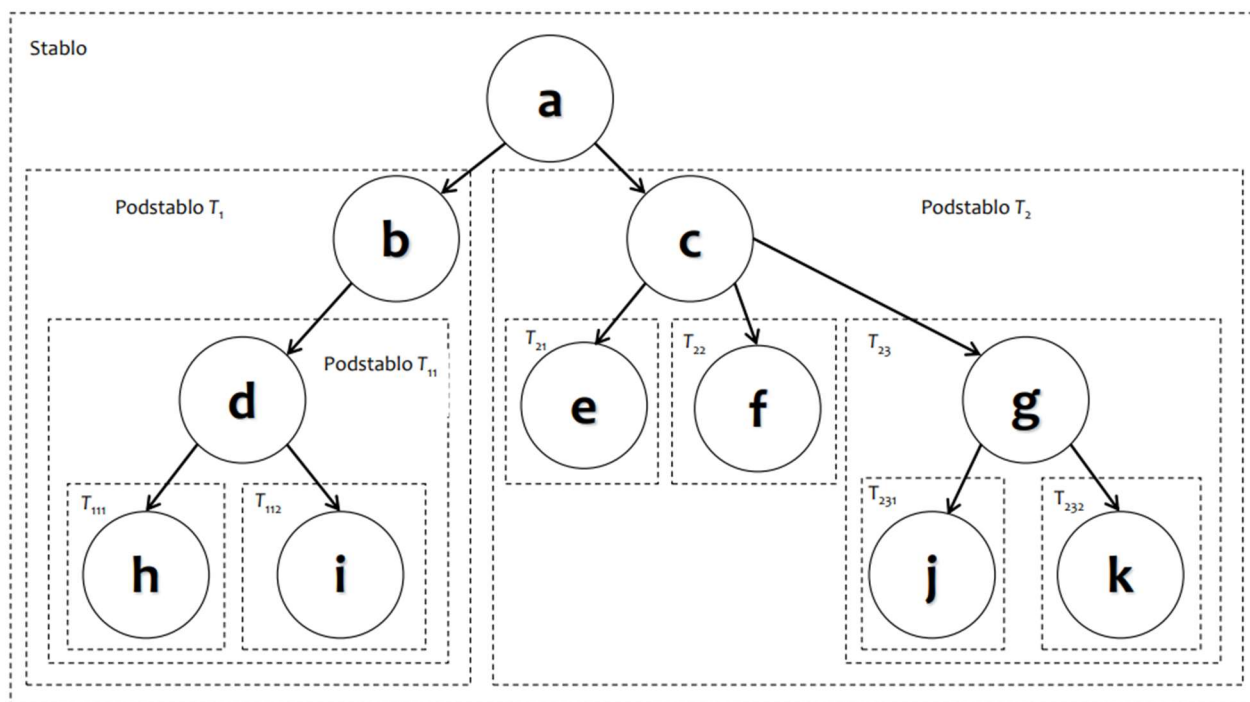 Stablo
a
Podstablo T₁
b
c
Podstablo T₂
d
Podstablo T₁₁
T₂₁
e
T₂₂
f
T₂₃
g
T₁₁₁
h
T₁₁₂
i
T₂₃₁
j
T₂₃₂
k